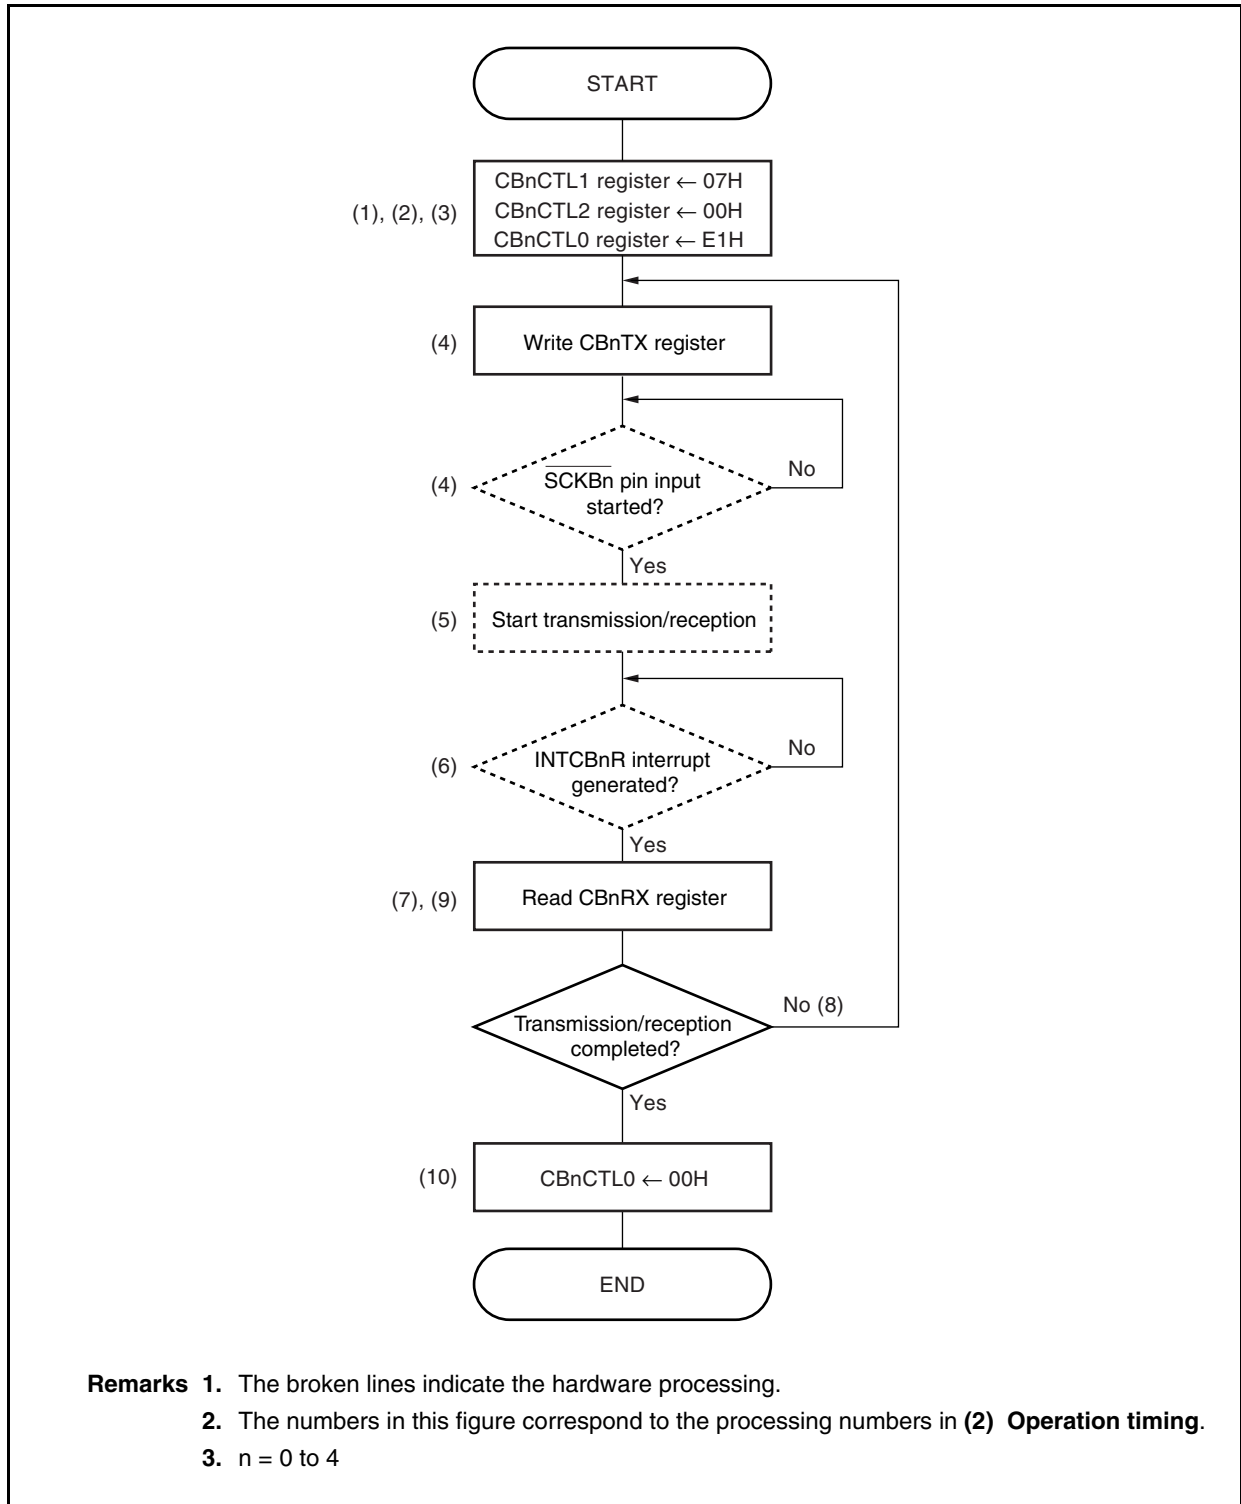 START
(1), (2), (3)
CBnCTL1 register ← 07H
CBnCTL2 register ← 00H
CBnCTL0 register ← E1H
(4)
Write CBnTX register
(4)
SCKBn pin input
started?
No
Yes
(5)
Start transmission/reception
(6)
INTCBnR interrupt
generated?
No
Yes
(7), (9)
Read CBnRX register
Transmission/reception
completed?
No (8)
Yes
(10)
CBnCTL0 ← 00H
END
Remarks 1. The broken lines indicate the hardware processing.
2. The numbers in this figure correspond to the processing numbers in (2) Operation timing.
3. n = 0 to 4